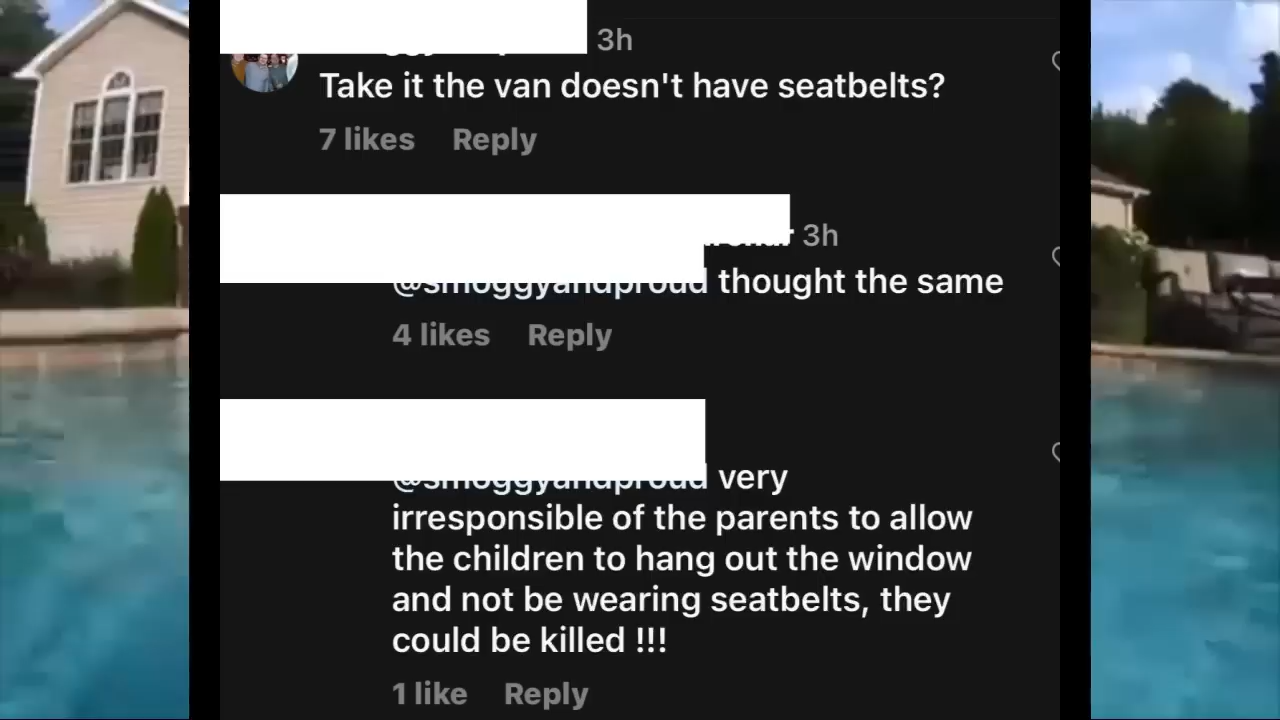 3h
Take it the van doesn't have seatbelts?
7 likes Reply
3h
@smoggyandproud thought the same
4 likes Reply
@smoggyandproud very
irresponsible of the parents to allow
the children to hang out the window
and not be wearing seatbelts, they
could be killed !!!
1 like Reply